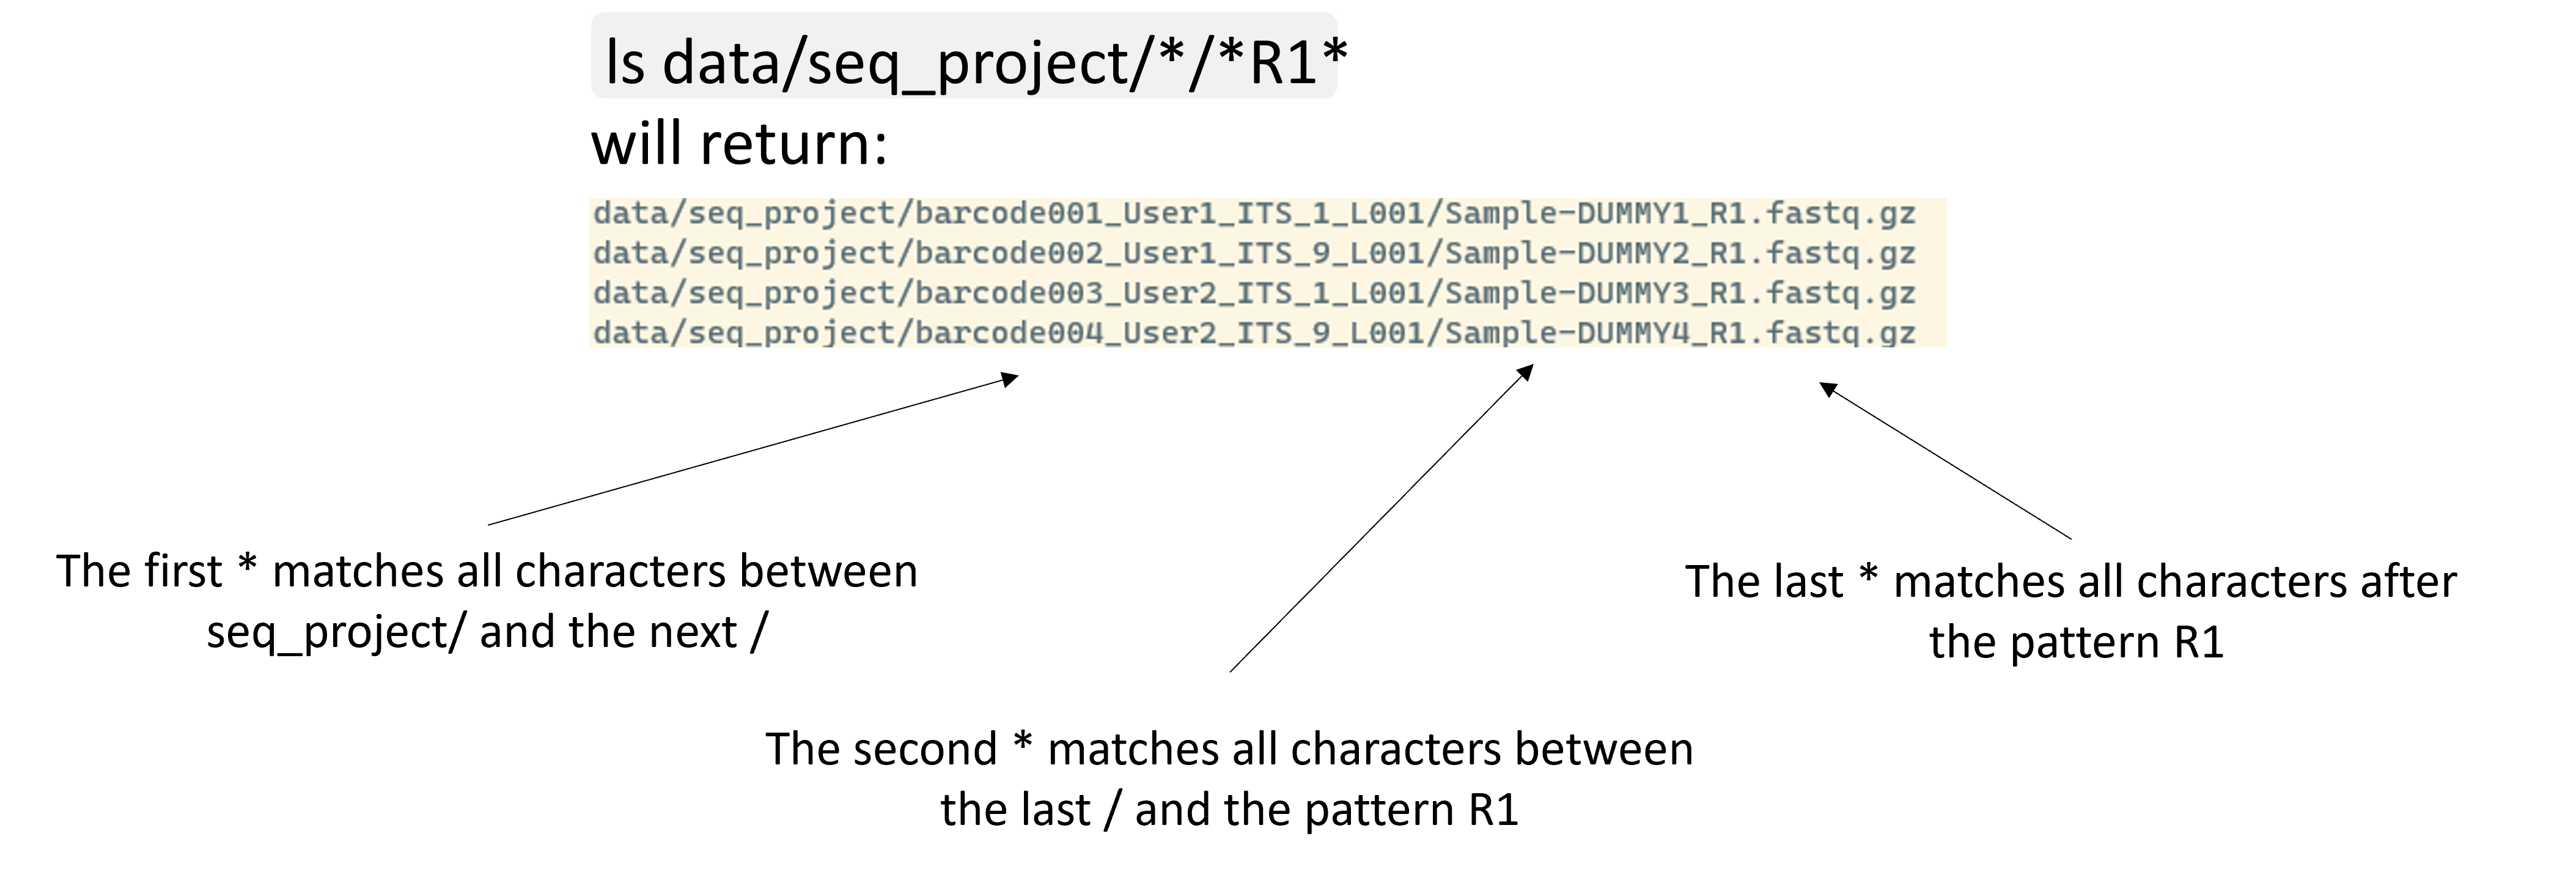 ls data/seq_project/*/*R1*
will return:
data/seq_project/barcode001_User1_ITS_1_L001/Sample-DUMMY1_R1.fastq.gz
data/seq_project/barcode002_User1_ITS_9_L001/Sample-DUMMY2_R1.fastq.gz
data/seq_project/barcode003_User2_ITS_1_L001/Sample-DUMMY3_R1.fastq.gz
data/seq_project/barcode004_User2_ITS_9_L001/Sample-DUMMY4_R1.fastq.gz
The first * matches all characters between
seq_project/ and the next /
The last * matches all characters after
the pattern R1
The second * matches all characters between
the last / and the pattern R1